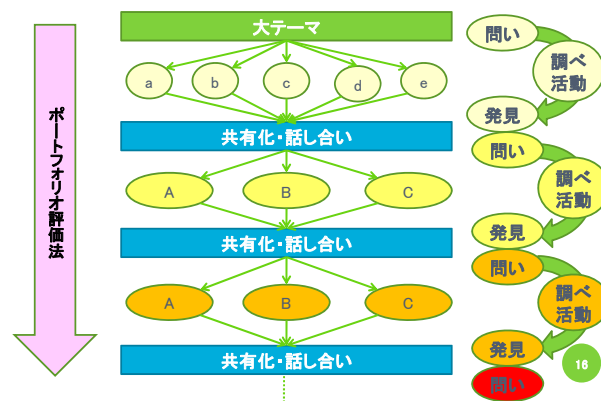 ポートフォリオ評価法
大テーマ
a
b
c
d
e
共有化・話し合い
A
B
C
共有化・話し合い
A
B
C
共有化・話し合い
問い
調べ
活動
発見
問い
調べ
活動
発見
問い
調べ
活動
発見
問い
16